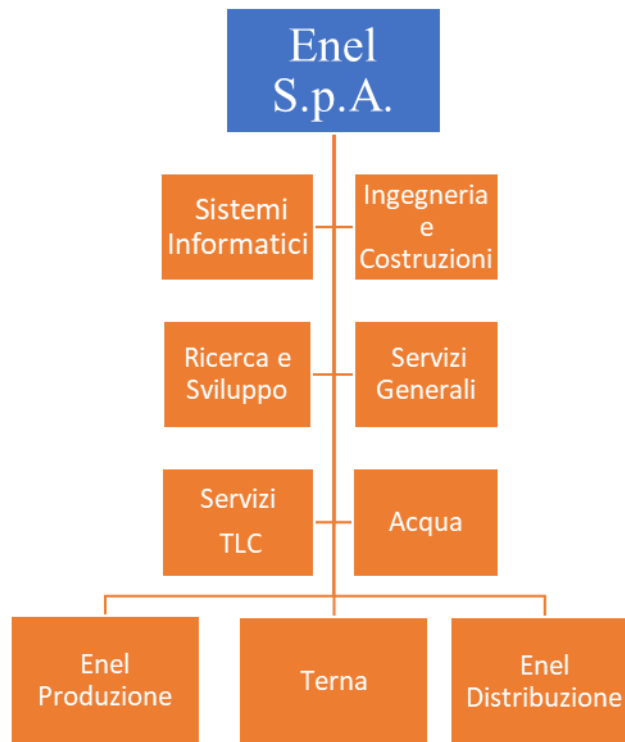 Enel
S.p.A.
Sistemi
Informatici
Ingegneria
e
Costruzioni
Ricerca e
Sviluppo
Servizi
Generali
Servizi
TLC
Acqua
Enel
Produzione
Terna
Enel
Distribuzione